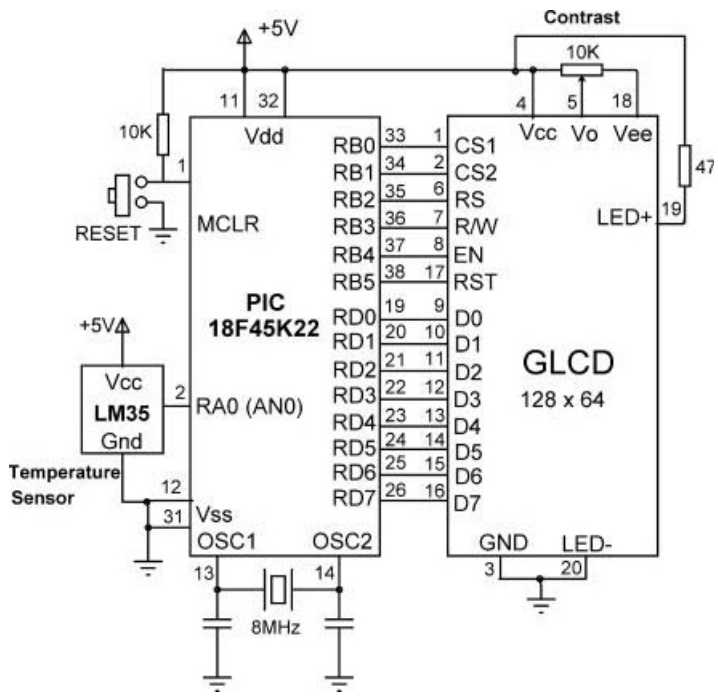 Contrast
+5V
10K
11 32
4 5 18
10K
Vdd
Vcc Vo Vee
1
RB0 33 1 CS1
RB1 34 2 CS2
47
RB2 35 6 RS
19
MCLR
RB3 36 7 R/W
LED+
RESET
RB4 37 8 EN
RB5 38 17 RST
PIC
18F45K22
RD0 19 9 D0
+5V
RD1 20 10 D1
GLCD
128 x 64
RD2 21 11 D2
Vcc
LM35
Gnd
2
RA0 (AN0)
RD3 22 12 D3
RD4 23 13 D4
RD5 24 14 D5
Temperature
Sensor
RD6 25 15 D6
12
RD7 26 16 D7
31
Vss
OSC1 OSC2
GND LED-
13 14
3 20
8MHz